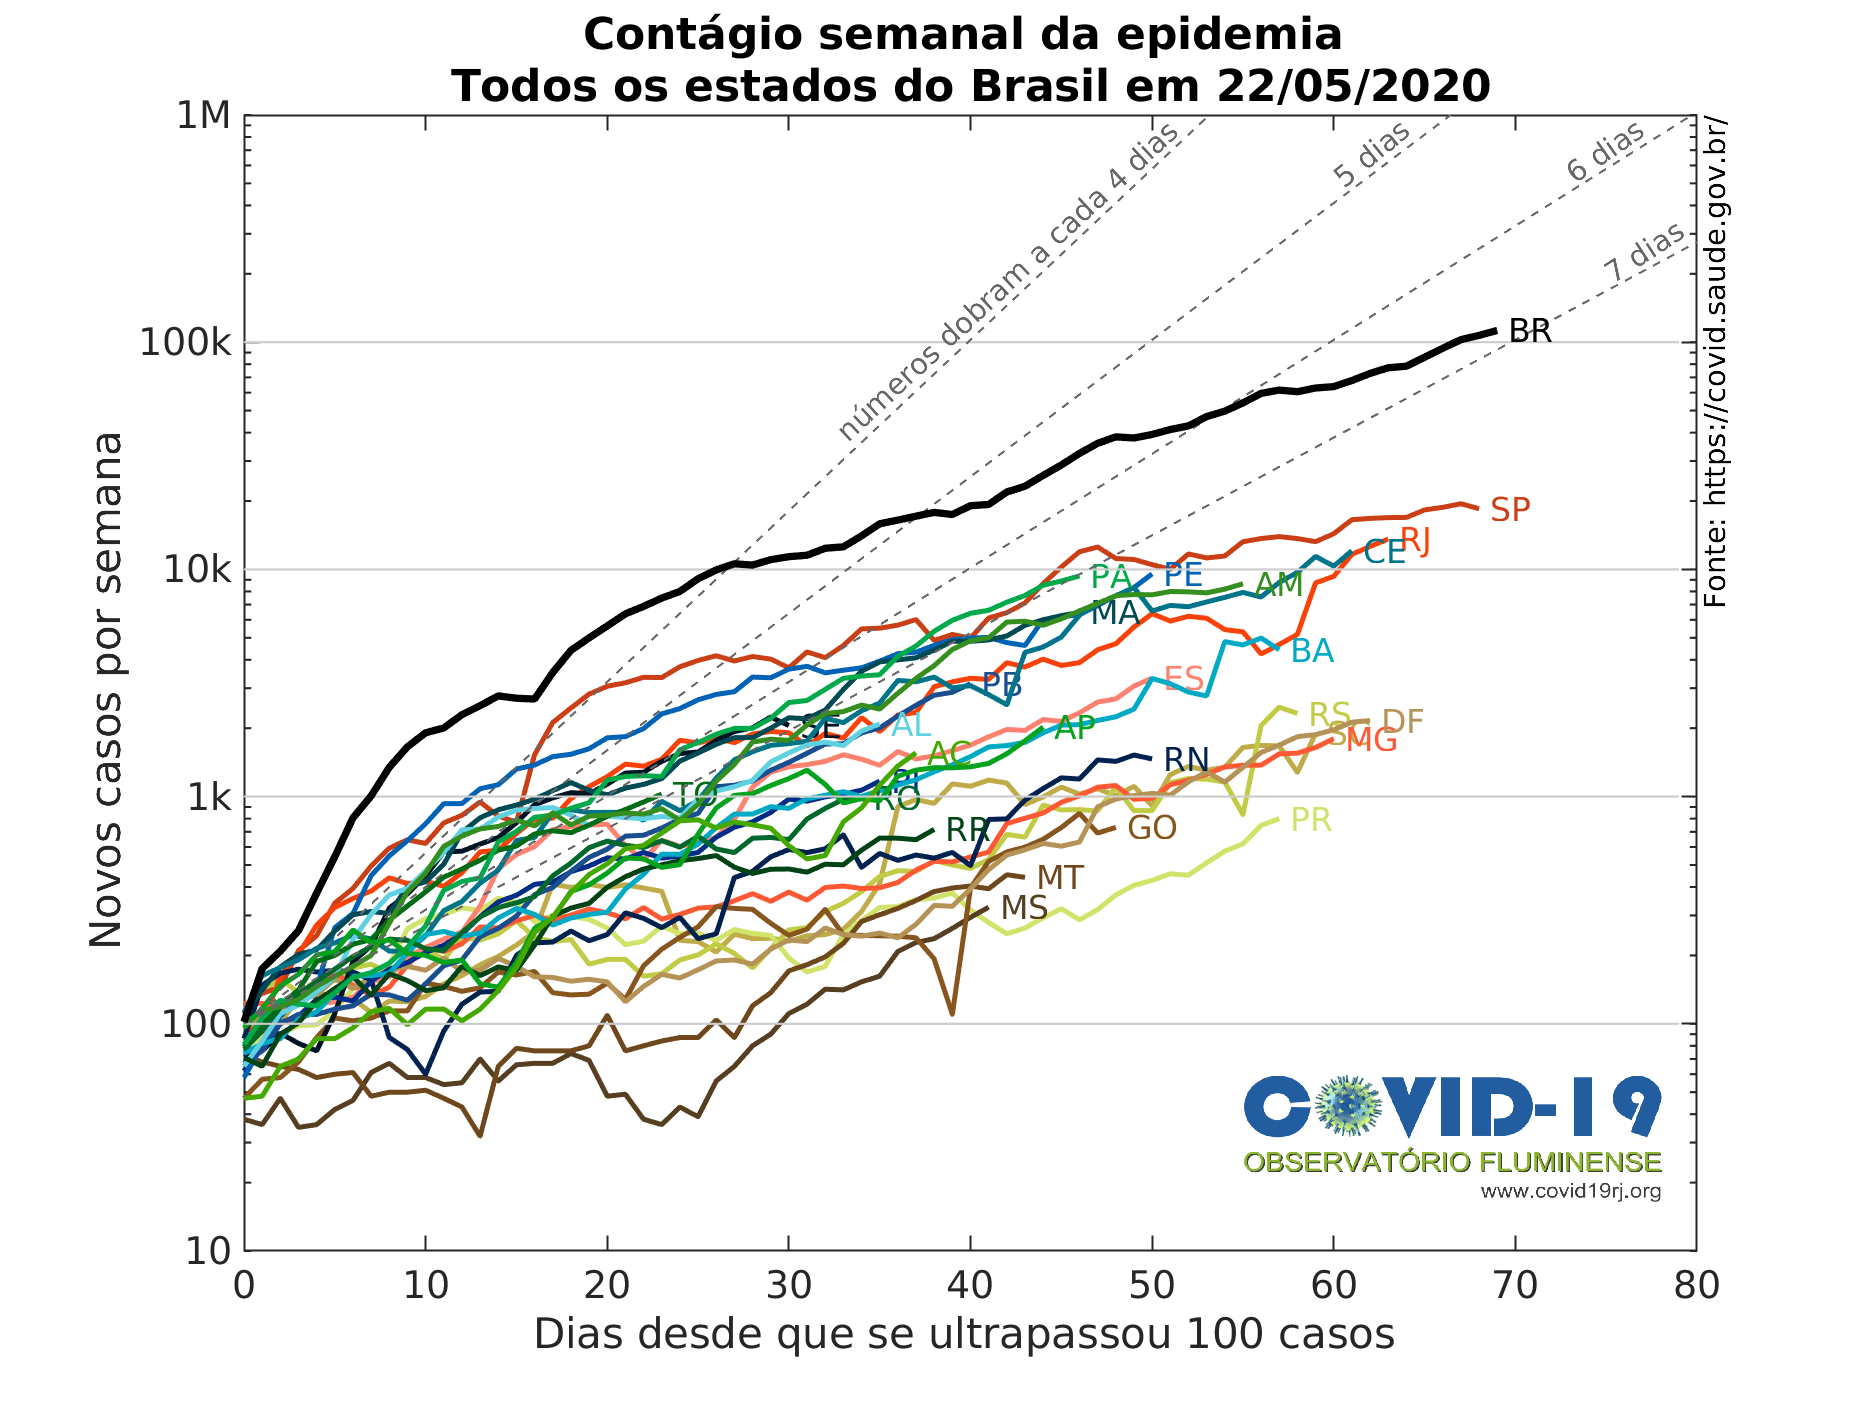 Contágio semanal da epidemia
Todos os estados do Brasil em 22/05/2020
1M
100k
10k
1k
100
10
0
10
20
30
40
50
60
70
80
Novos casos por semana
Dias desde que se ultrapassou 100 casos
Fonte: https://covid.saude.gov.br/
números dobram a cada 4 dias
5 dias
6 dias
7 dias
BR
SP
RJ
CE
PE
PA
AM
MA
BA
ES
PB
RS
DF
SC
MG
AL
SE
AP
AC
RN
PI
TO
RO
RR
GO
PR
MT
MS
COVID-19
OBSERVATÓRIO FLUMINENSE
www.covid19rj.org